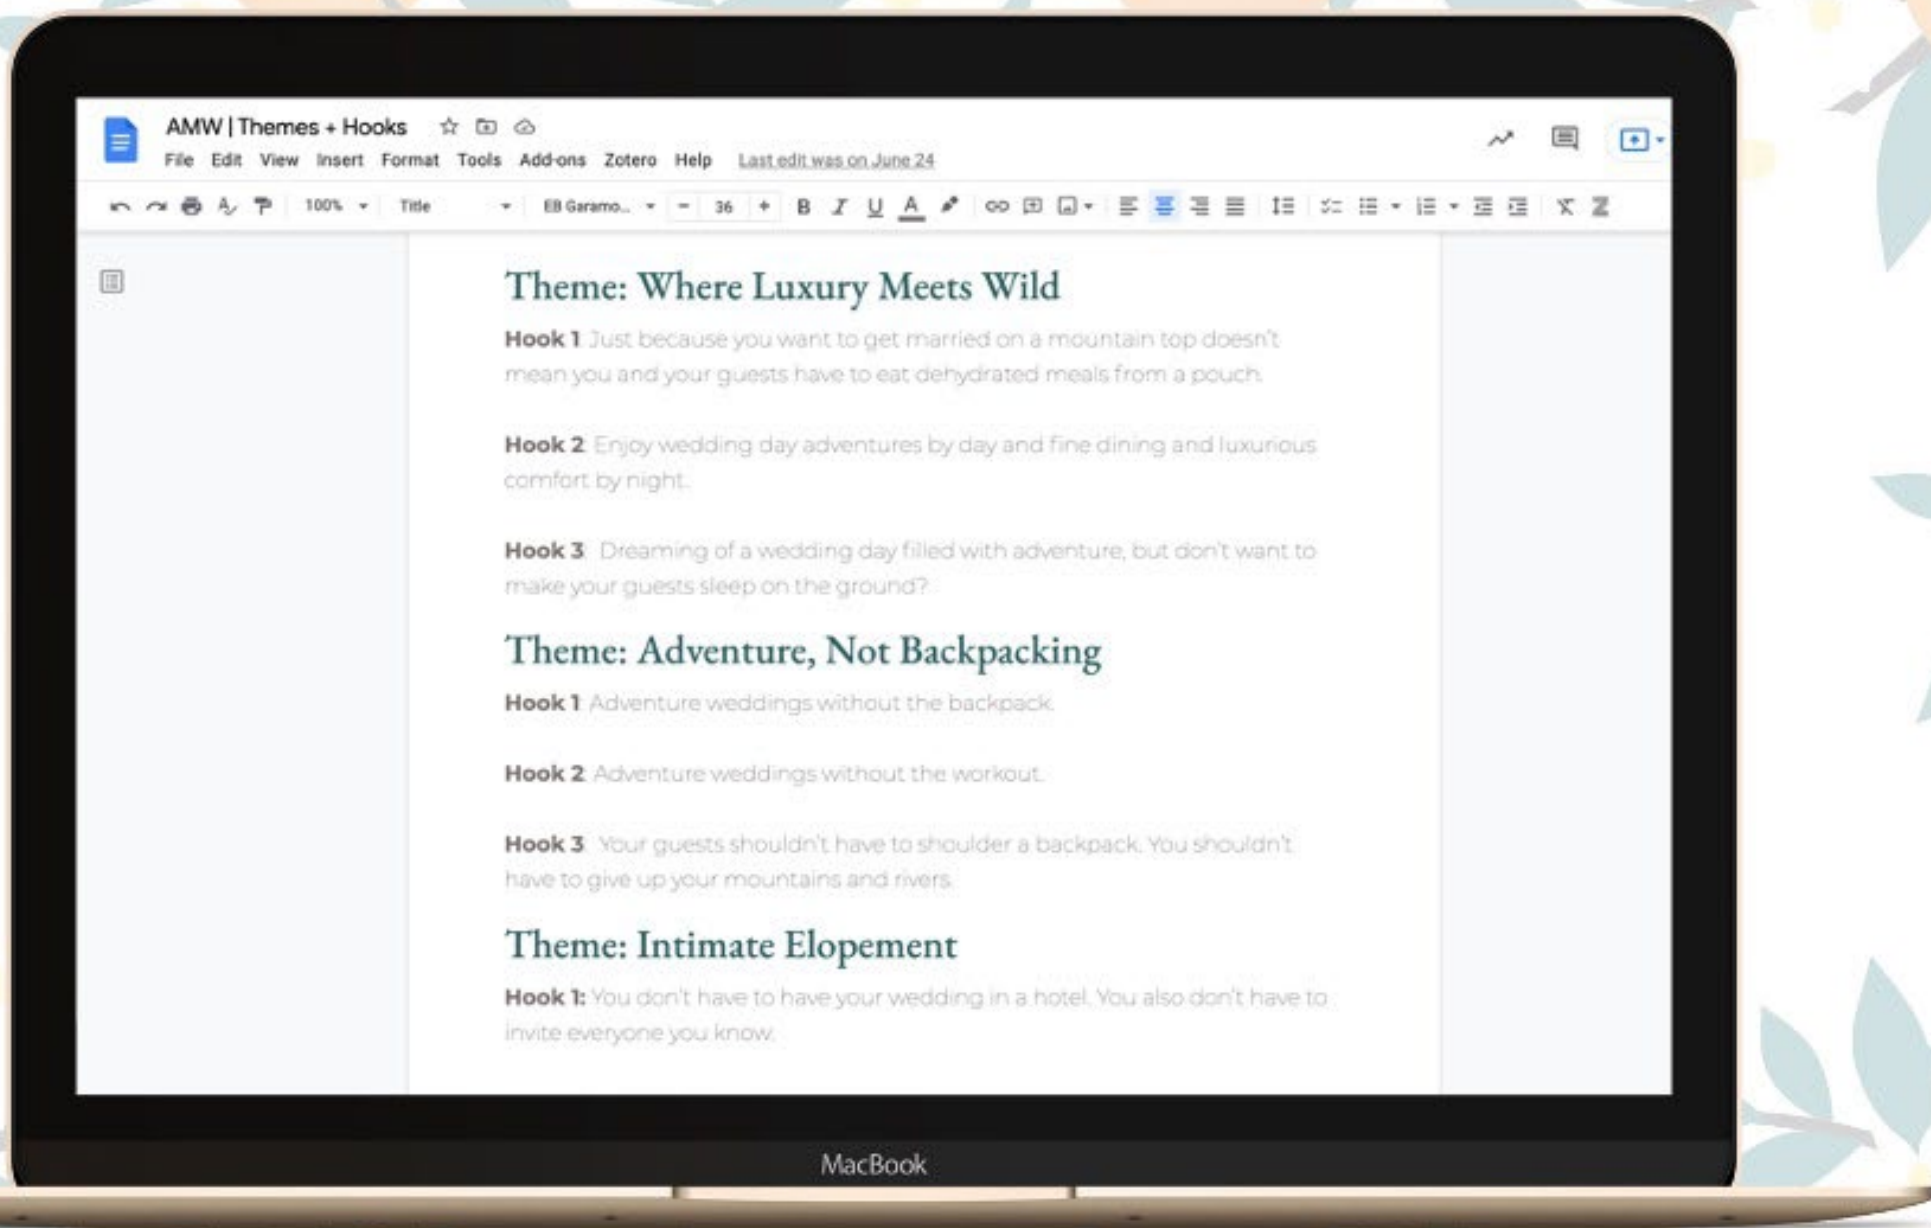 AMW | Themes + Hooks
File Edit View Insert Format Tools Add-ons Zotero Help Last edit was on June 24
100% Title EB Garamo... - 36 + B I U A
Theme: Where Luxury Meets Wild
Hook 1: Just because you want to get married on a mountain top doesn't
mean you and your guests have to eat dehydrated meals from a pouch.
Hook 2: Enjoy wedding day adventures by day and fine dining and luxurious
comfort by night.
Hook 3: Dreaming of a wedding day filled with adventure, but don't want to
make your guests sleep on the ground?
Theme: Adventure, Not Backpacking
Hook 1: Adventure weddings without the backpack.
Hook 2: Adventure weddings without the workout.
Hook 3: Your guests shouldn't have to shoulder a backpack. You shouldn't
have to give up your mountains and rivers.
Theme: Intimate Elopement
Hook 1: You don't have to have your wedding in a hotel. You also don't have to
invite everyone you know.
MacBook